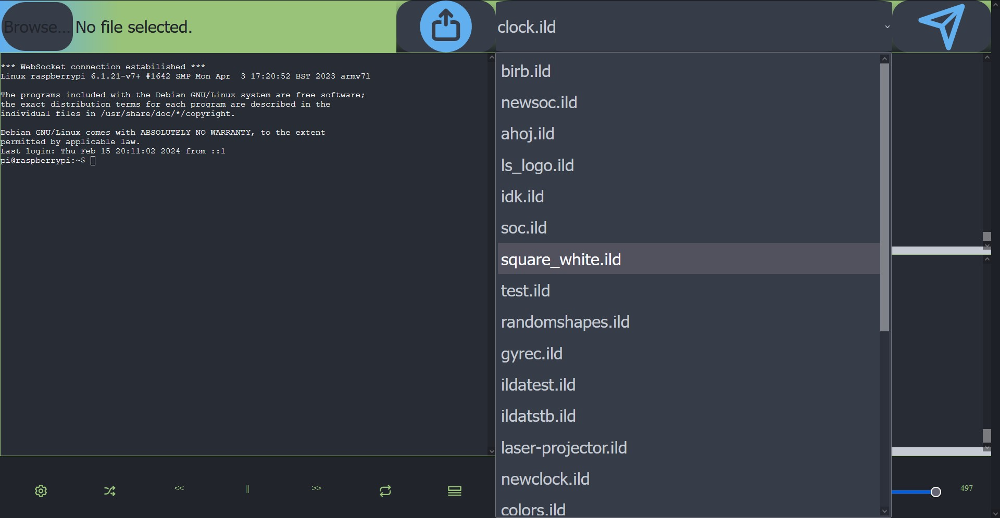 Browse... No file selected.
clock.ild
*** WebSocket connection estabilished ***
Linux raspberrypi 6.1.21-v7+ #1642 SMP Mon Apr  3 17:20:52 BST 2023 armv7l
The programs included with the Debian GNU/Linux system are free software;
the exact distribution terms for each program are described in the
individual files in /usr/share/doc/*/copyright.
Debian GNU/Linux comes with ABSOLUTELY NO WARRANTY, to the extent
permitted by applicable law.
Last login: Thu Feb 15 20:11:02 2024 from ::1
pi@raspberrypi:~$
birb.ild
newsoc.ild
ahoj.ild
ls_logo.ild
idk.ild
soc.ild
square_white.ild
test.ild
randomshapes.ild
gyrec.ild
ildatest.ild
ildatstb.ild
laser-projector.ild
newclock.ild
colors.ild
<< || >>
497